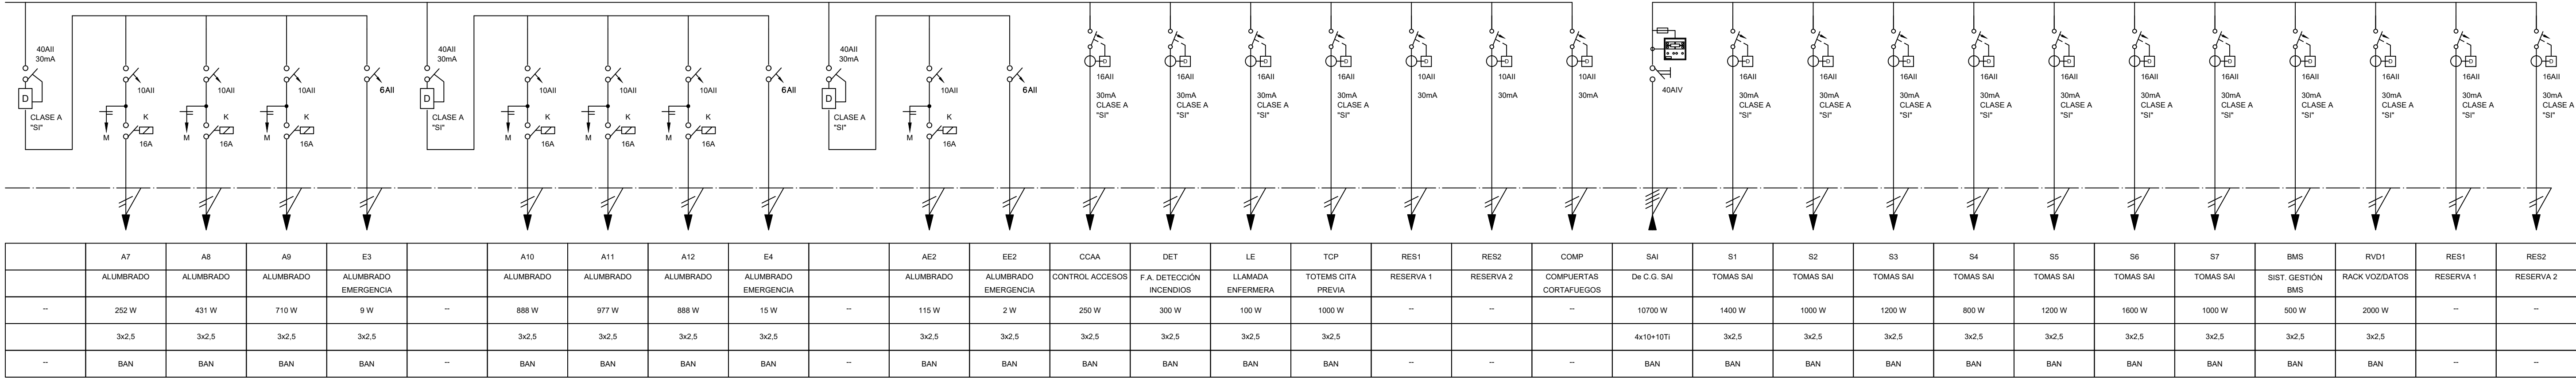 40AII 40AII 40AII
30mA 30mA 30mA
16AII 16AII 16AII 16AII 10AII 10AII 10AII 16AII 16AII 16AII 16AII 16AII 16AII 16AII 16AII 16AII 16AII 16AII
10AII 10AII 10AII 6AII 10AII 10AII 10AII 6AII 10AII 6AII 40AIV
D D D
30mA 30mA 30mA 30mA 30mA 30mA 30mA 30mA 30mA 30mA 30mA 30mA 30mA 30mA 30mA 30mA 30mA 30mA
CLASE A CLASE A CLASE A CLASE A CLASE A CLASE A CLASE A CLASE A CLASE A CLASE A CLASE A CLASE A CLASE A CLASE A CLASE A
"SI" "SI" "SI" "SI" "SI" "SI" "SI" "SI" "SI" "SI" "SI" "SI" "SI" "SI" "SI"
CLASE A K K K CLASE A K K K CLASE A K
"SI" "SI" "SI"
M M M M M M M
16A 16A 16A 16A 16A 16A 16A
A7 A8 A9 E3 A10 A11 A12 E4 AE2 EE2 CCAA DET LE TCP RES1 RES2 COMP SAI S1 S2 S3 S4 S5 S6 S7 BMS RVD1 RES1 RES2
ALUMBRADO ALUMBRADO ALUMBRADO ALUMBRADO ALUMBRADO ALUMBRADO ALUMBRADO ALUMBRADO ALUMBRADO ALUMBRADO CONTROL ACCESOS F.A. DETECCIÓN LLAMADA TOTEMS CITA RESERVA 1 RESERVA 2 COMPUERTAS De C.G. SAI TOMAS SAI TOMAS SAI TOMAS SAI TOMAS SAI TOMAS SAI TOMAS SAI TOMAS SAI SIST. GESTIÓN RACK VOZ/DATOS RESERVA 1 RESERVA 2
EMERGENCIA EMERGENCIA EMERGENCIA INCENDIOS ENFERMERA PREVIA CORTAFUEGOS BMS
-- 252 W 431 W 710 W 9 W -- 888 W 977 W 888 W 15 W -- 115 W 2 W 250 W 300 W 100 W 1000 W -- -- -- 10700 W 1400 W 1000 W 1200 W 800 W 1200 W 1600 W 1000 W 500 W 2000 W -- --
3x2,5 3x2,5 3x2,5 3x2,5 3x2,5 3x2,5 3x2,5 3x2,5 3x2,5 3x2,5 3x2,5 3x2,5 3x2,5 3x2,5 4x10+10Ti 3x2,5 3x2,5 3x2,5 3x2,5 3x2,5 3x2,5 3x2,5 3x2,5 3x2,5
-- BAN BAN BAN BAN -- BAN BAN BAN BAN -- BAN BAN BAN BAN BAN BAN -- -- -- BAN BAN BAN BAN BAN BAN BAN BAN BAN BAN -- --